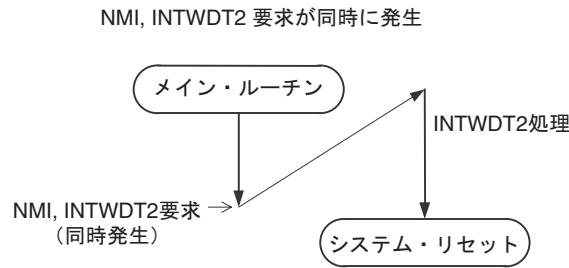 NMI, INTWDT2 要求が同時に発生
メイン・ルーチン
INTWDT2処理
NMI, INTWDT2要求
（同時発生）
システム・リセット